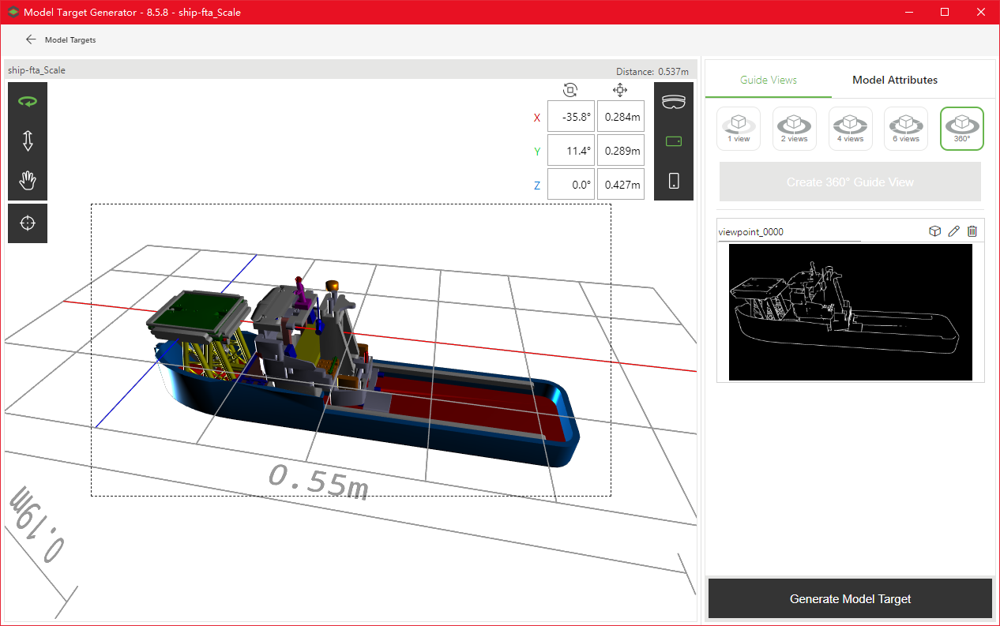 Model Target Generator - 8.5.8 - ship-fta_Scale
Model Targets
ship-fta_Scale
Distance: 0.537m
X -35.8° 0.284m
Y 11.4° 0.289m
Z 0.0° 0.427m
0.55m
0.19m
Guide Views Model Attributes
1 view 2 views 4 views 6 views 360°
Create 360° Guide View
viewpoint_0000
Generate Model Target